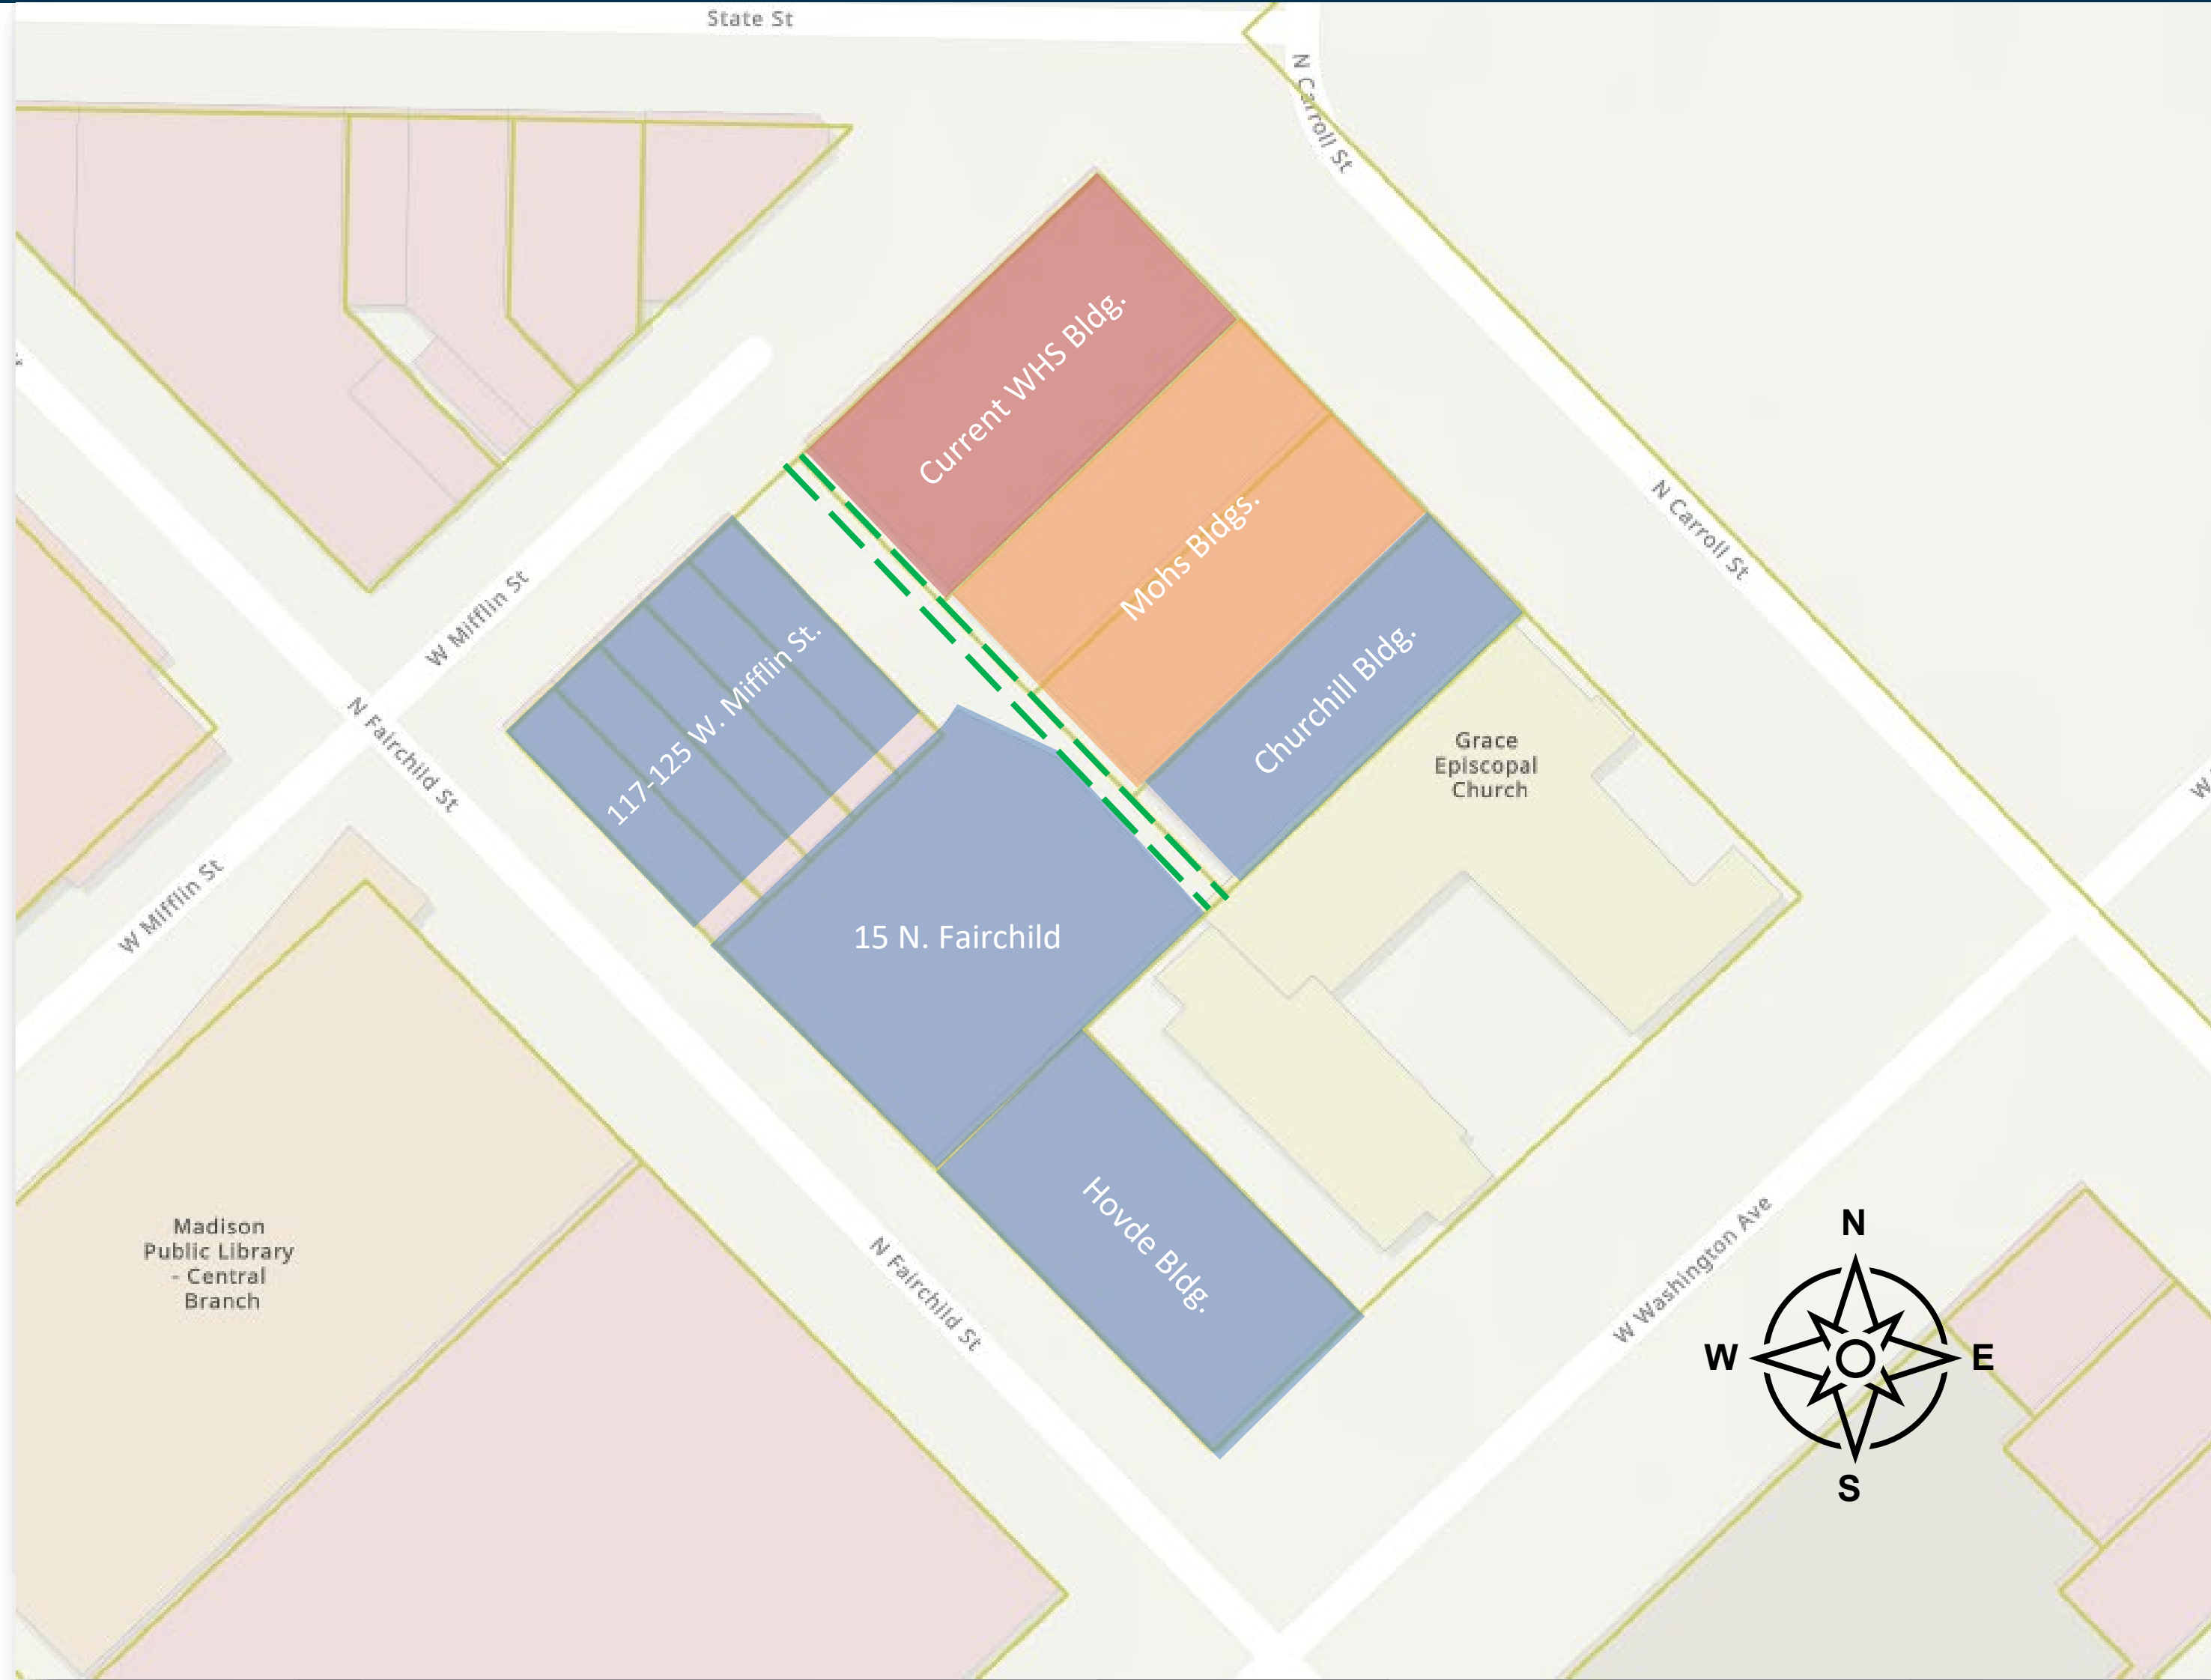 State St
N Carroll St
Current WHS Bldg.
Mohs Bldgs.
N Carroll St
W Mifflin St
117-125 W. Mifflin St.
Churchill Bldg.
N Fairchild St
Grace
Episcopal
Church
W Mifflin St
15 N. Fairchild
Madison
Public Library
- Central
Branch
Hovde Bldg.
N Fairchild St
W Washington Ave
N
W
E
S